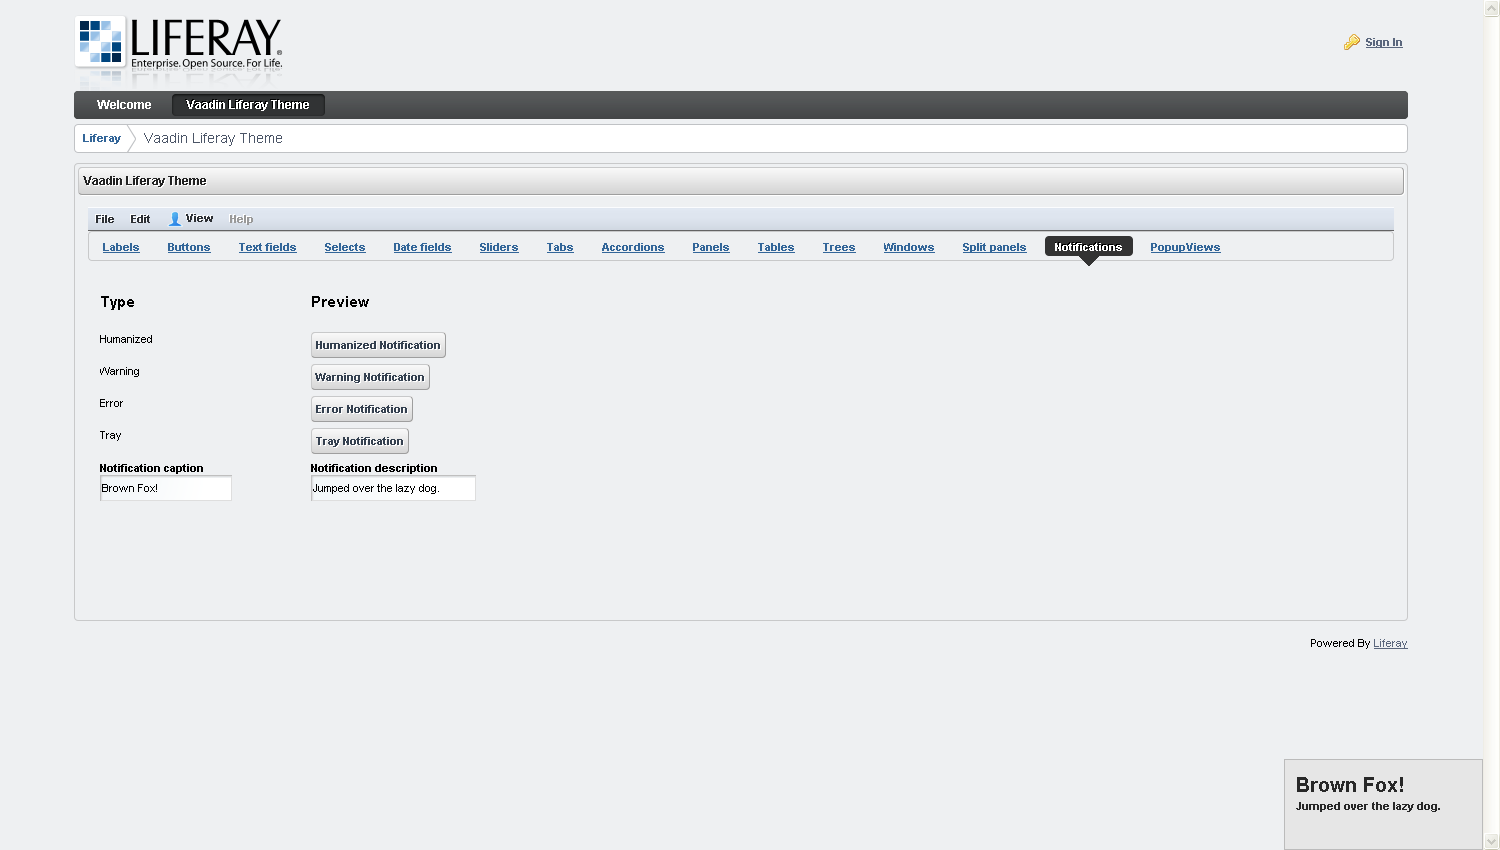 LIFERAY.
Enterprise. Open Source. For Life.
Sign In
Welcome
Vaadin Liferay Theme
Liferay
Vaadin Liferay Theme
Vaadin Liferay Theme
File Edit View Help
Labels Buttons Text fields Selects Date fields Sliders Tabs Accordions Panels Tables Trees Windows Split panels Notifications PopupViews
Type Preview
Humanized Humanized Notification
Warning Warning Notification
Error Error Notification
Tray Tray Notification
Notification caption Notification description
Brown Fox! Jumped over the lazy dog.
Powered By Liferay
Brown Fox!
Jumped over the lazy dog.